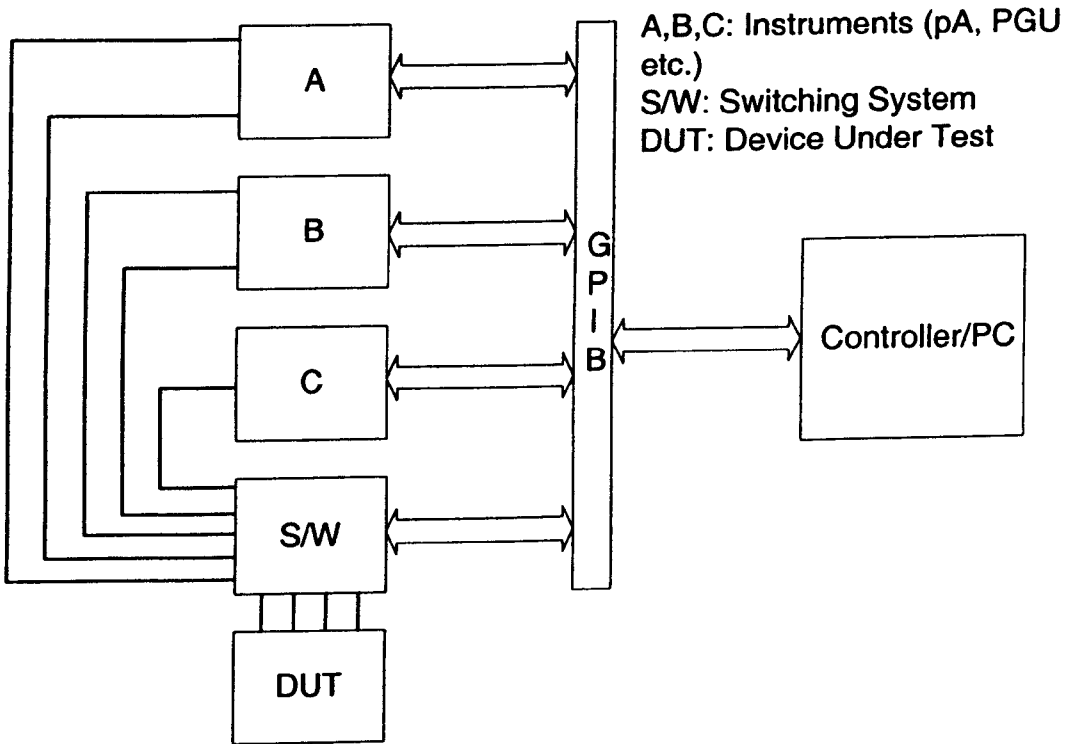 A,B,C: Instruments (pA, PGU
etc.)
S/W: Switching System
DUT: Device Under Test
A
B
C
S/W
DUT
G
P
I
B
Controller/PC